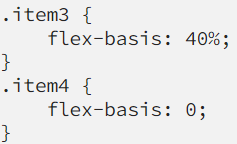 .item3 {
    flex-basis: 40%;
}
.item4 {
    flex-basis: 0;
}